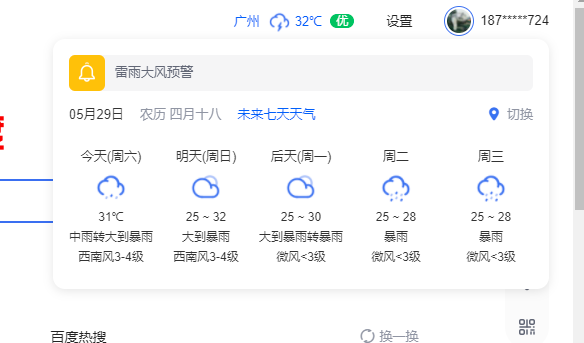 广州 32℃ 优 设置 187*****724
雷雨大风预警
05月29日 农历 四月十八 未来七天天气 切换
今天(周六) 明天(周日) 后天(周一) 周二 周三
31℃ 25 ~ 32 25 ~ 30 25 ~ 28 25 ~ 28
中雨转大到暴雨 大到暴雨 大到暴雨转暴雨 暴雨 暴雨
西南风3-4级 西南风3-4级 微风<3级 微风<3级 微风<3级
百度热搜 换一换